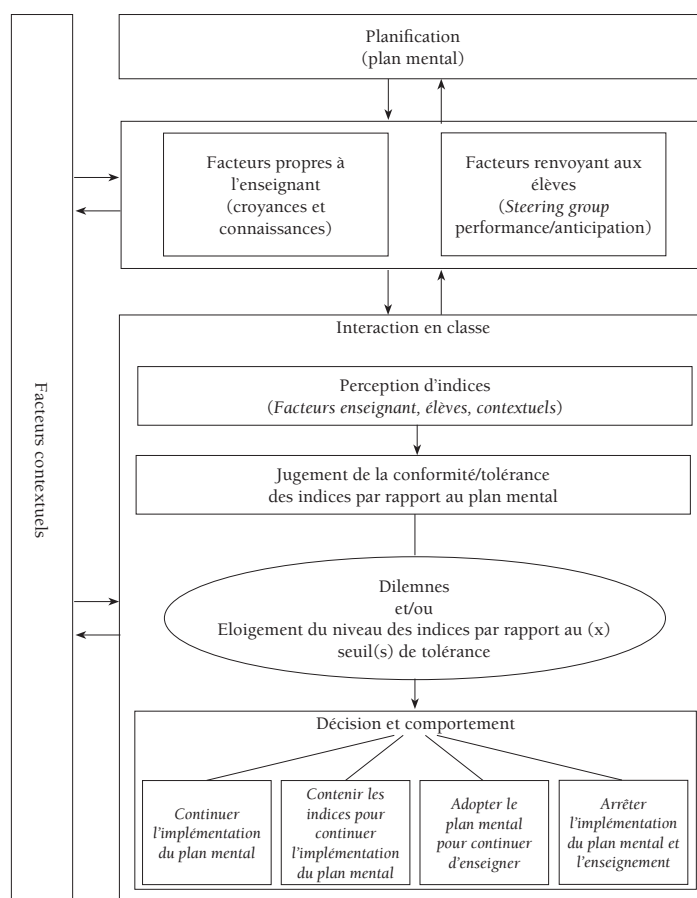 Planification
(plan mental)
Facteurs propres à
l'enseignant
(croyances et
connaissances)
Facteurs renvoyant aux
élèves
(Steering group
performance/anticipation)
Facteurs contextuels
Interaction en classe
Perception d'indices
(Facteurs enseignant, élèves, contextuels)
Jugement de la conformité/tolérance
des indices par rapport au plan mental
Dilemnes
et/ou
Eloigement du niveau des indices par rapport au (x)
seuil(s) de tolérance
Décision et comportement
Continuer
l'implémentation
du plan mental
Contenir les
indices pour
continuer
l'implémentation
du plan mental
Adopter le
plan mental
pour continuer
d'enseigner
Arrêter
l'implémentation
du plan mental et
l'enseignement